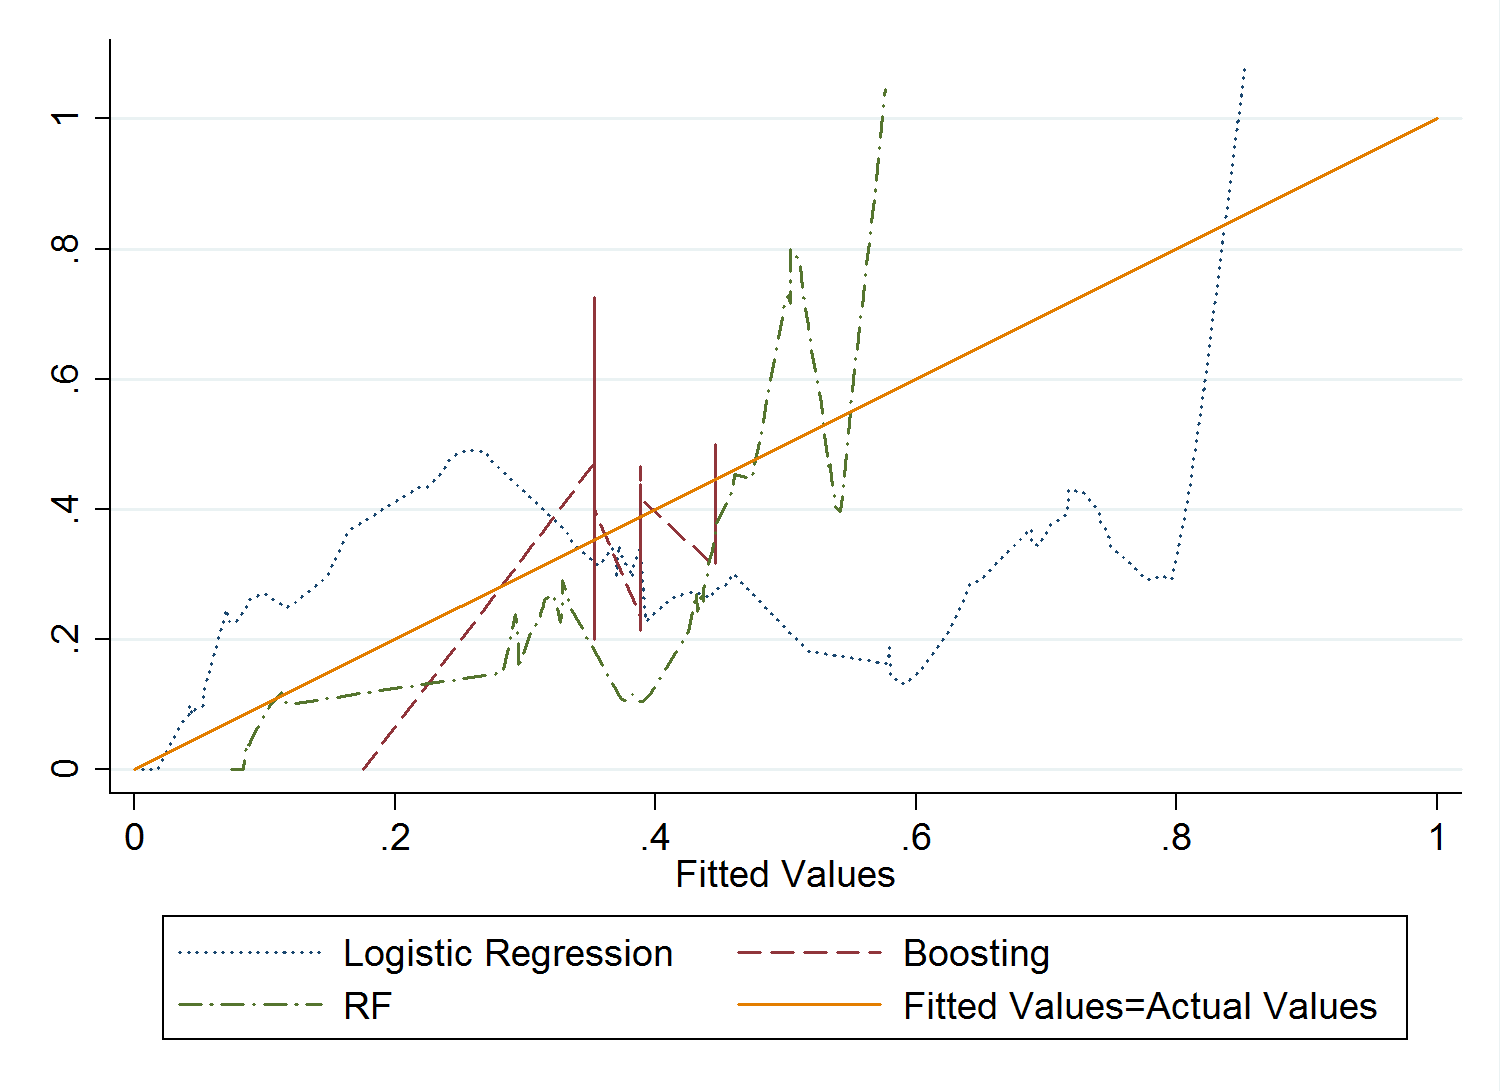 1
.8
.6
.4
.2
0
0 .2 .4 .6 .8 1
Fitted Values
Logistic Regression Boosting
RF Fitted Values=Actual Values